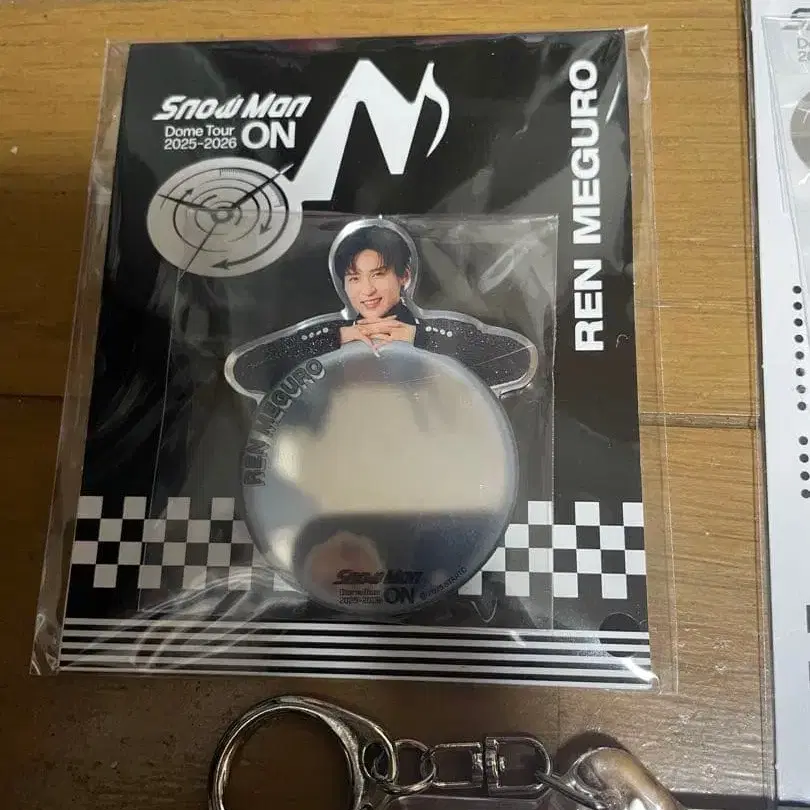 Snow Man
Dome Tour
2025-2026 ON
REN MEGURO
REN MEGURO
Snow Man
Dome Tour
2025-2026 ON